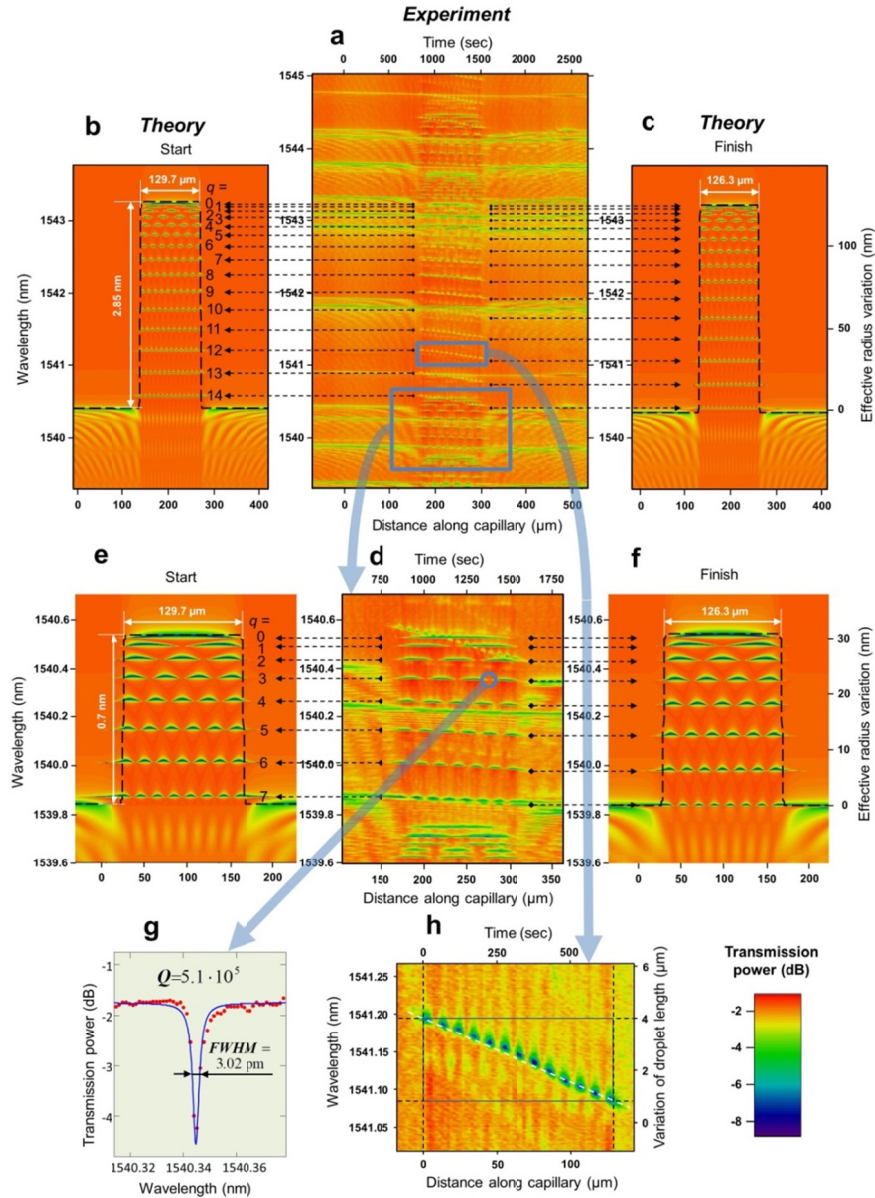 Experiment
a
Time (sec)
0 500 1000 1500 2000 2500
1545
1544
1543
1542
1541
1540
0 100 200 300 400 500
Distance along capillary (µm)
b Theory
Start
129.7 µm
q =
0
1
2
3
4
5
6
7
8
9
10
11
12
13
14
2.85 nm
Wavelength (nm)
1543
1542
1541
1540
0 100 200 300 400
c Theory
Finish
126.3 µm
1543
1542
1541
1540
100
50
0
Effective radius variation (nm)
0 100 200 300 400
e
Start
129.7 µm
q =
0
1
2
3
4
5
6
7
0.7 nm
Wavelength (nm)
1540.6
1540.4
1540.2
1540.0
1539.8
1539.6
0 50 100 150 200
d
Time (sec)
750 1000 1250 1500 1750
1540.6
1540.4
1540.2
1540.0
1539.8
1539.6
150 200 250 300 350
Distance along capillary (µm)
f
Finish
126.3 µm
1540.6
1540.4
1540.2
1540.0
1539.8
1539.6
30
20
10
0
Effective radius variation (nm)
0 50 100 150 200
g
Q=5.1·10⁵
FWHM =
3.02 pm
Transmission power (dB)
-1
-2
-3
-4
1540.32 1540.34 1540.36
Wavelength (nm)
h
Time (sec)
0 250 500
Wavelength (nm)
1541.25
1541.20
1541.15
1541.10
1541.05
6
4
2
0
Variation of droplet length (µm)
0 50 100
Distance along capillary (µm)
Transmission
power (dB)
-2
-4
-6
-8